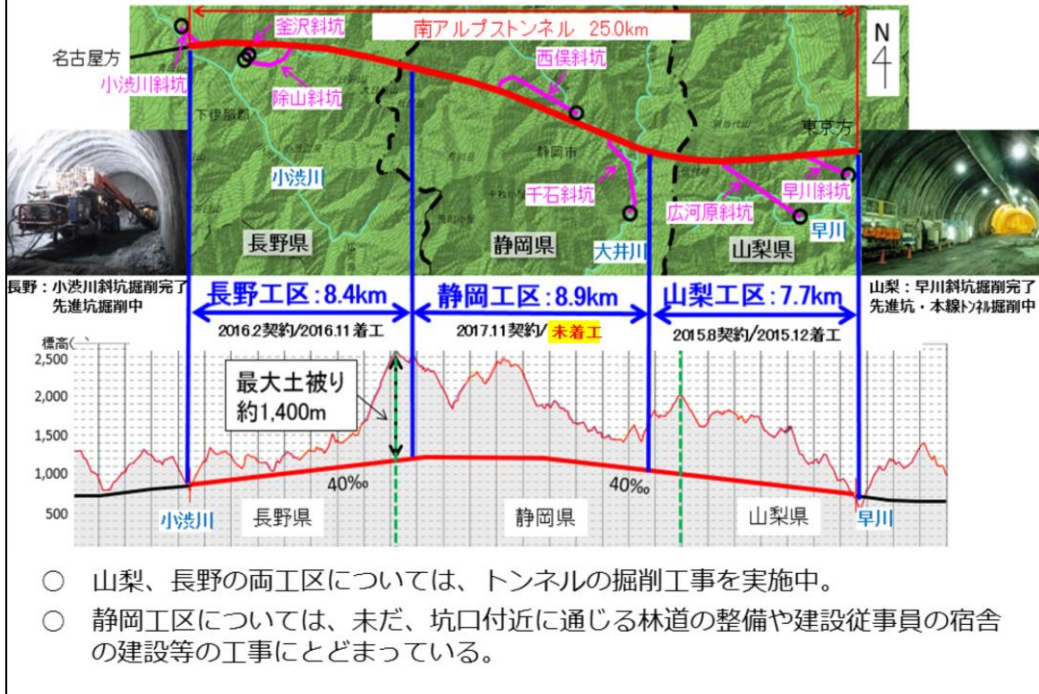 南アルプストンネル 25.0km
釜沢斜坑
名古屋方
小渋川斜坑
除山斜坑
西俣斜坑
N
東京方
下伊那郡
静岡市
小渋川
千石斜坑
早川斜坑
広河原斜坑
大井川
早川
長野県
静岡県
山梨県
長野:小渋川斜坑掘削完了
先進坑掘削中
長野工区:8.4km
静岡工区:8.9km
山梨工区:7.7km
山梨:早川斜坑掘削完了
先進坑・本線トンネル掘削中
2016.2契約/2016.11着工
2017.11契約/未着工
2015.8契約/2015.12着工
標高( )
2,500
2,000
1,500
1,000
500
最大土被り
約1,400m
40‰
40‰
小渋川
長野県
静岡県
山梨県
早川
○ 山梨、長野の両工区については、トンネルの掘削工事を実施中。
○ 静岡工区については、未だ、坑口付近に通じる林道の整備や建設従事員の宿舎
の建設等の工事にとどまっている。